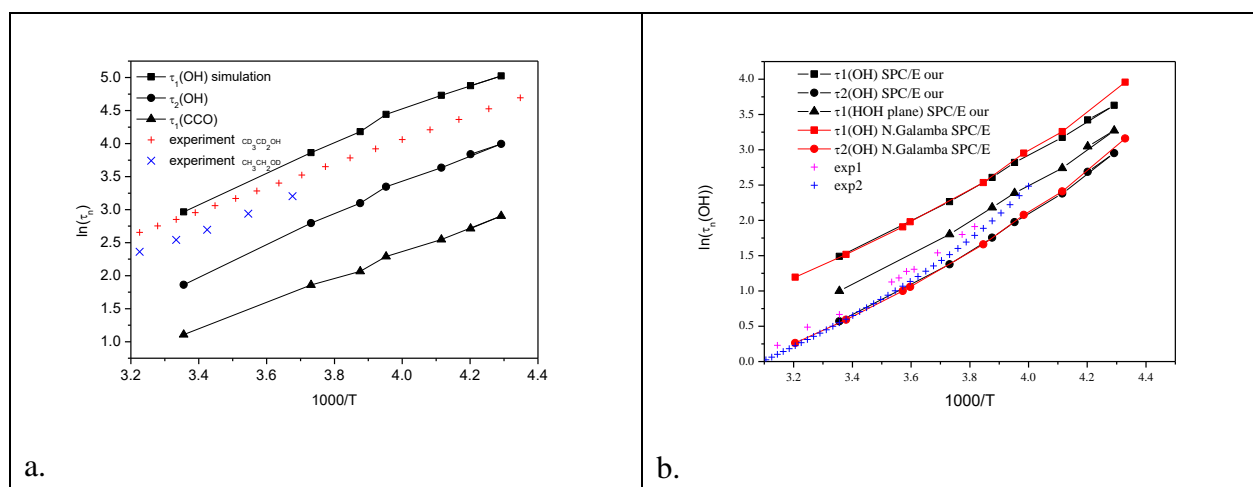 5.0
4.5
4.0
3.5
3.0
2.5
2.0
1.5
1.0
ln(τn)
τ1(OH) simulation
τ2(OH)
τ1(CCO)
experiment CD3CD2OH
experiment CH3CH2OD
3.2 3.4 3.6 3.8 4.0 4.2 4.4
1000/T
a.
4.0
3.5
3.0
2.5
2.0
1.5
1.0
0.5
0.0
ln(τn(OH))
τ1(OH) SPC/E our
τ2(OH) SPC/E our
τ1(HOH plane) SPC/E our
τ1(OH) N.Galamba SPC/E
τ2(OH) N.Galamba SPC/E
exp1
exp2
3.2 3.4 3.6 3.8 4.0 4.2 4.4
1000/T
b.